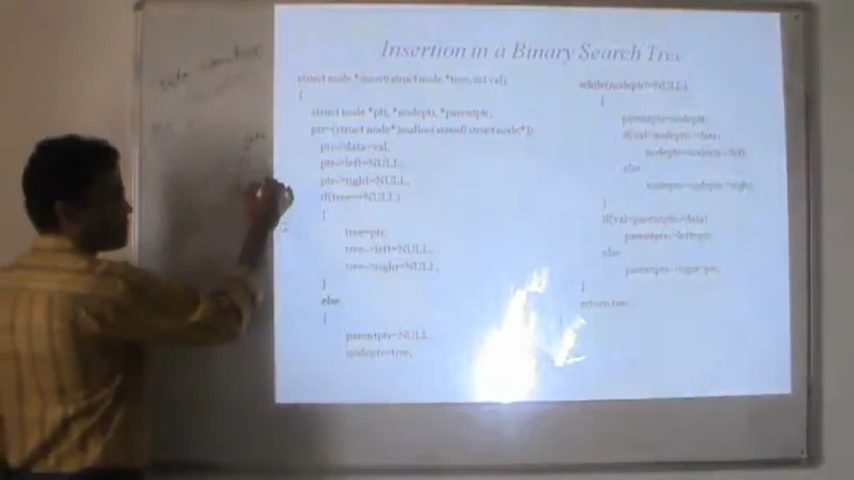 Insertion in a Binary Search Tree
struct node *insert(struct node *tree, int val)
{
struct node *ptr, *nodeptr, *parentptr;
ptr=(struct node*)malloc(sizeof(struct node*));
ptr->data=val;
ptr->left=NULL;
ptr->right=NULL;
if(tree==NULL)
{
tree=ptr;
tree->left=NULL;
tree->right=NULL;
}
else
{
parentptr=NULL;
nodeptr=tree;
while(nodeptr!=NULL)
{
parentptr=nodeptr;
if(val<nodeptr->data)
nodeptr=nodeptr->left;
else
nodeptr=nodeptr->right;
}
if(val<parentptr->data)
parentptr->left=ptr;
else
parentptr->right=ptr;
}
return tree;